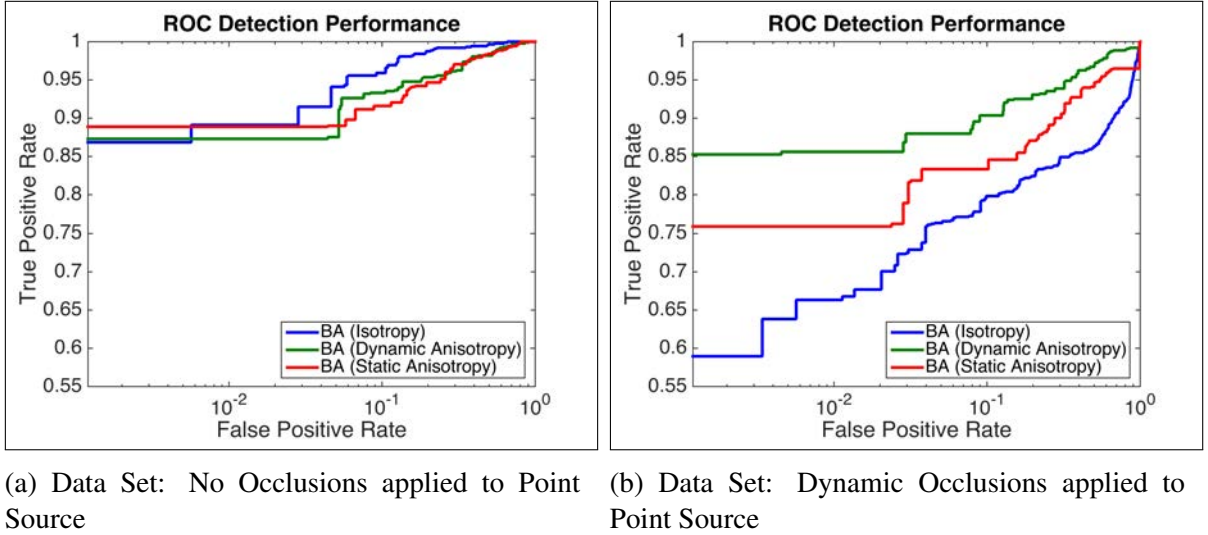 ROC Detection Performance
1
0.95
0.9
0.85
0.8
0.75
0.7
0.65
0.6
0.55
True Positive Rate
BA (Isotropy)
BA (Dynamic Anisotropy)
BA (Static Anisotropy)
10^-2
10^-1
10^0
False Positive Rate
(a) Data Set: No Occlusions applied to Point
Source
ROC Detection Performance
1
0.95
0.9
0.85
0.8
0.75
0.7
0.65
0.6
0.55
True Positive Rate
BA (Isotropy)
BA (Dynamic Anisotropy)
BA (Static Anisotropy)
10^-2
10^-1
10^0
False Positive Rate
(b) Data Set: Dynamic Occlusions applied to
Point Source